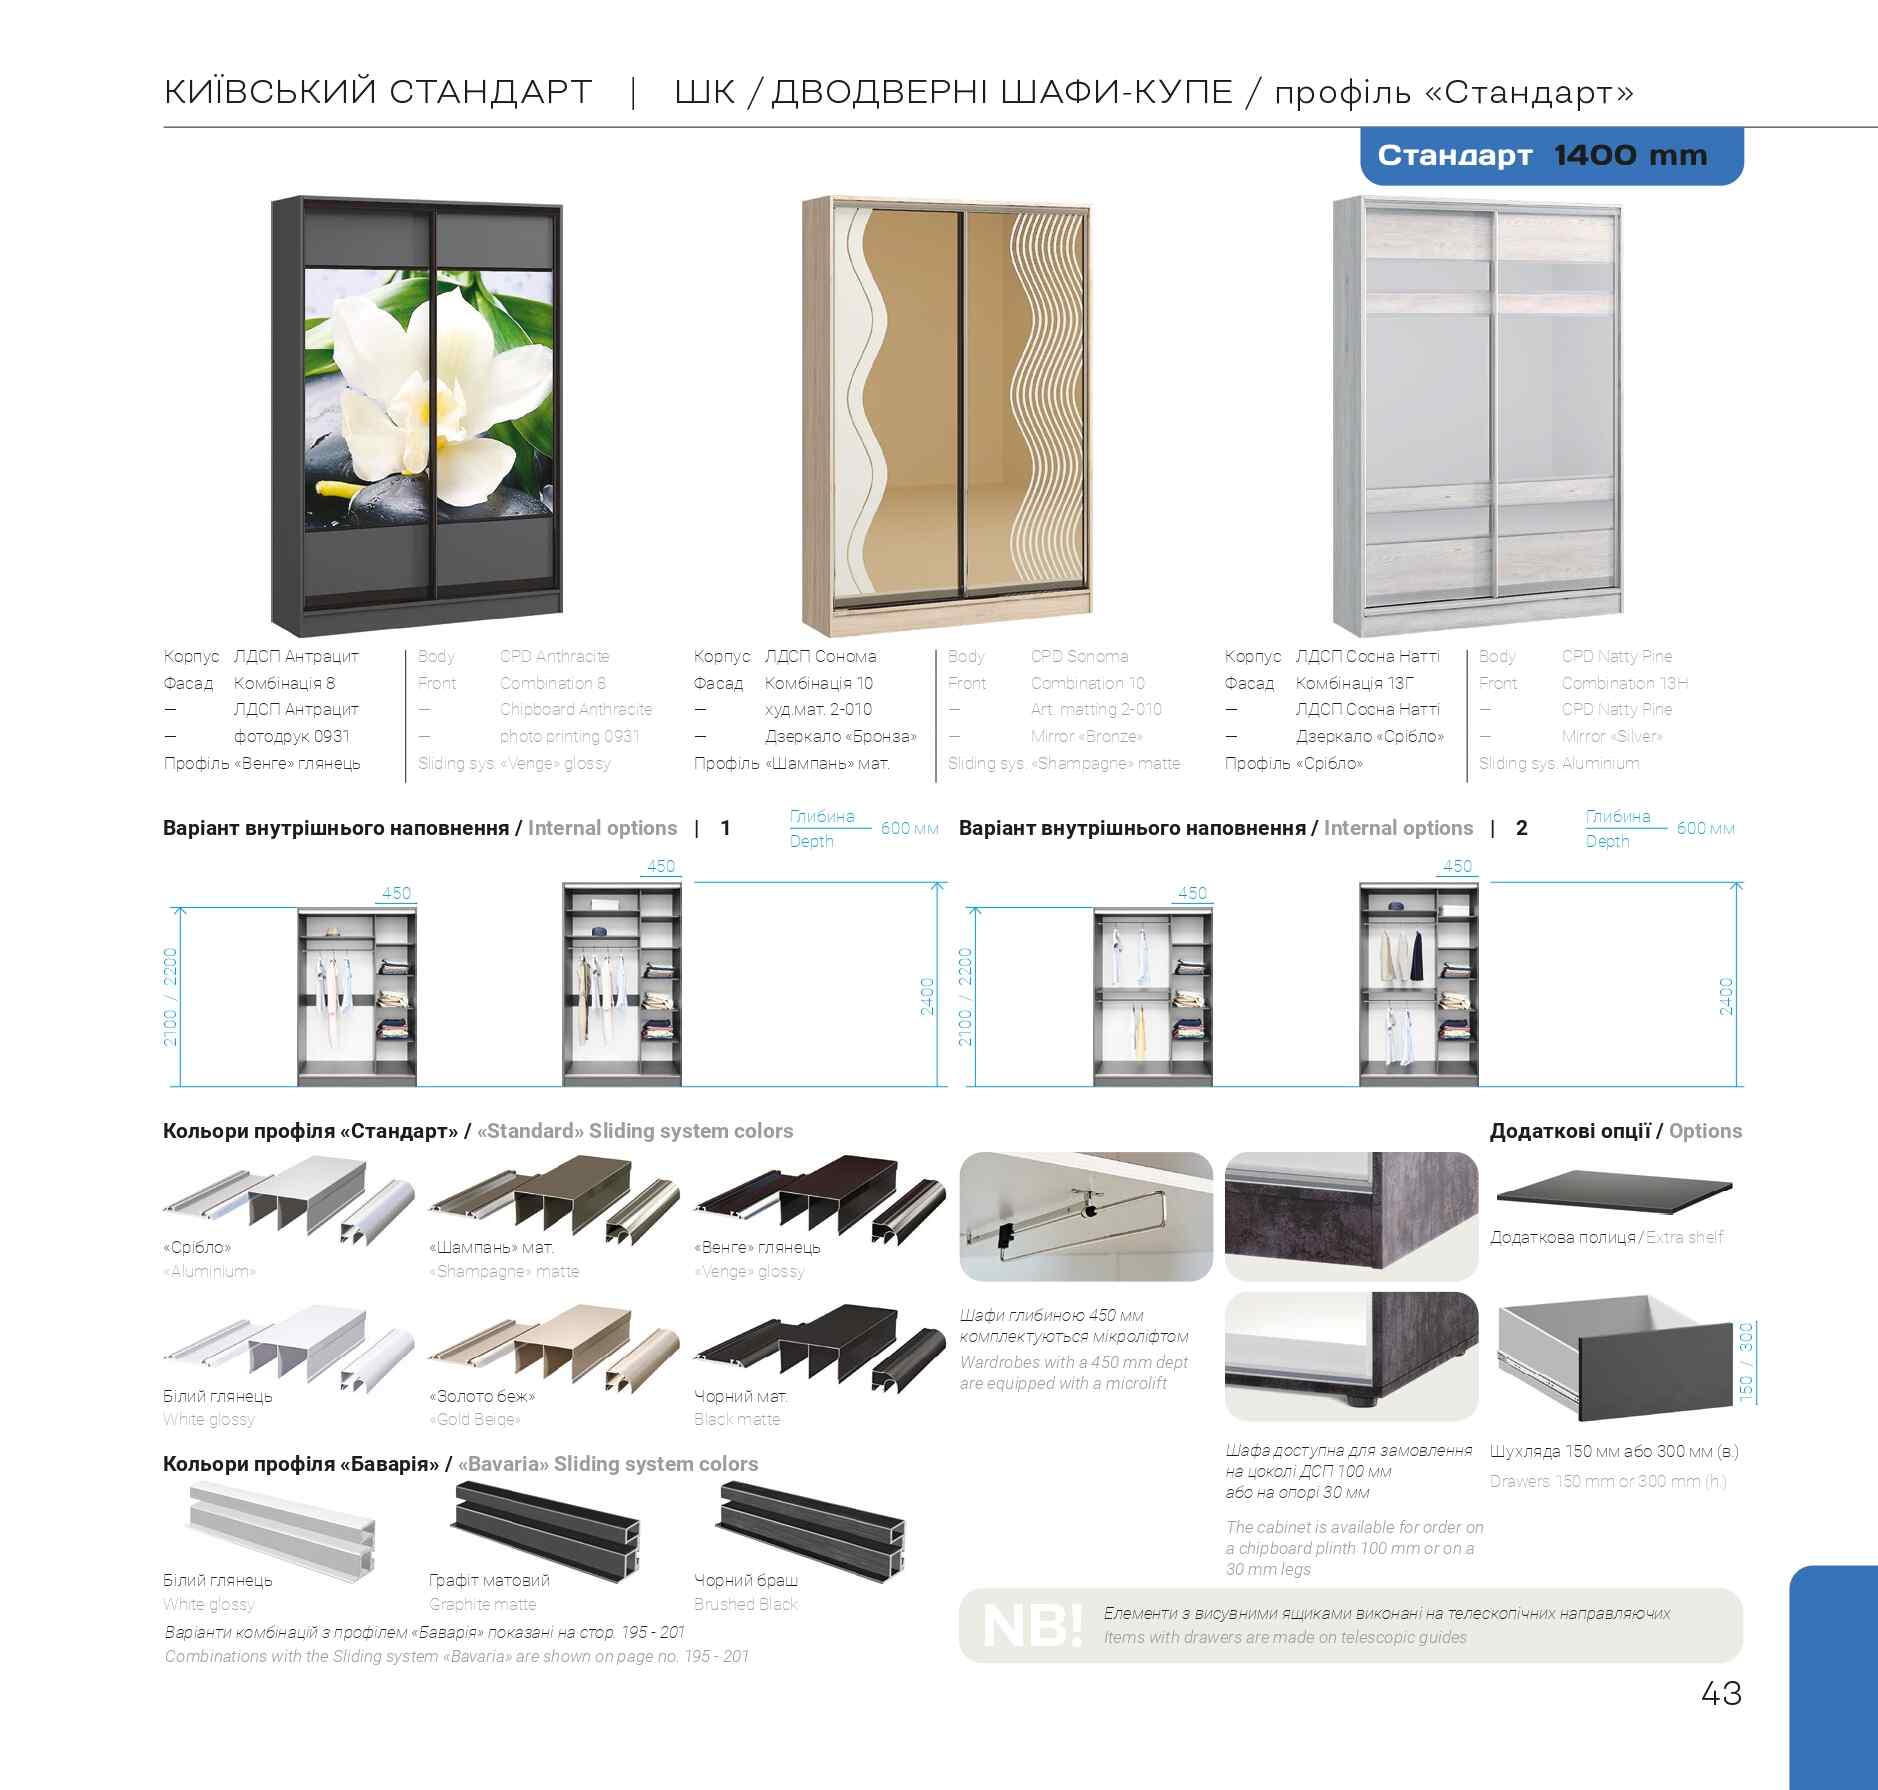 КИЇВСЬКИЙ СТАНДАРТ | ШК / ДВОДВЕРНІ ШАФИ-КУПЕ / профіль «Стандарт»
Стандарт 1400 mm
Корпус ЛДСП Антрацит
Фасад Комбінація 8
— ЛДСП Антрацит
— фотодрук 0931
Профіль «Венге» глянець
Body CPD Anthracite
Front Combination 8
— Chipboard Anthracite
— photo printing 0931
Sliding sys. «Venge» glossy
Корпус ЛДСП Сонома
Фасад Комбінація 10
— худ.мат. 2-010
— Дзеркало «Бронза»
Профіль «Шампань» мат.
Body CPD Sonoma
Front Combination 10
— Art. matting 2-010
— Mirror «Bronze»
Sliding sys. «Shampagne» matte
Корпус ЛДСП Сосна Натті
Фасад Комбінація 13Г
— ЛДСП Сосна Натті
— Дзеркало «Срібло»
Профіль «Срібло»
Body CPD Natty Pine
Front Combination 13H
— CPD Natty Pine
— Mirror «Silver»
Sliding sys. Aluminium
Варіант внутрішнього наповнення / Internal options | 1
Глибина
Depth
600 мм
450
450
2100 / 2200
2400
Варіант внутрішнього наповнення / Internal options | 2
Глибина
Depth
600 мм
450
450
2100 / 2200
2400
Кольори профіля «Стандарт» / «Standard» Sliding system colors
«Срібло»
«Aluminium»
«Шампань» мат.
«Shampagne» matte
«Венге» глянець
«Venge» glossy
Білий глянець
White glossy
«Золото беж»
«Gold Beige»
Чорний мат.
Black matte
Кольори профіля «Баварія» / «Bavaria» Sliding system colors
Білий глянець
White glossy
Графіт матовий
Graphite matte
Чорний браш
Brushed Black
Варіанти комбінацій з профілем «Баварія» показані на стор. 195 - 201
Combinations with the Sliding system «Bavaria» are shown on page no. 195 - 201
Шафи глибиною 450 мм
комплектуються мікроліфтом
Wardrobes with a 450 mm dept
are equipped with a microlift
Шафа доступна для замовлення
на цоколі ДСП 100 мм
або на опорі 30 мм
The cabinet is available for order on
a chipboard plinth 100 mm or on a
30 mm legs
Додаткові опції / Options
Додаткова полиця / Extra shelf
150 / 300
Шухляда 150 мм або 300 мм (в.)
Drawers 150 mm or 300 mm (h.)
NB!
Елементи з висувними ящиками виконані на телескопічних направляючих
Items with drawers are made on telescopic guides
43